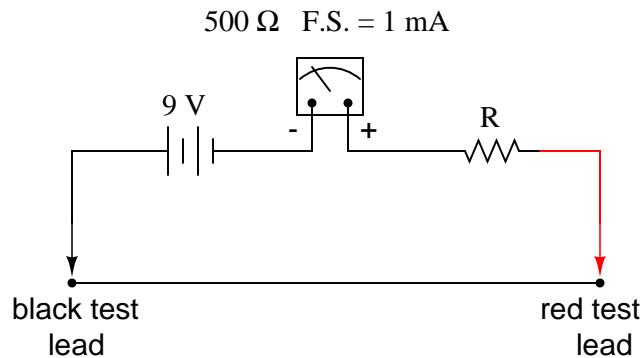 500 Ω F.S. = 1 mA
9 V
- +
R
black test
lead
red test
lead